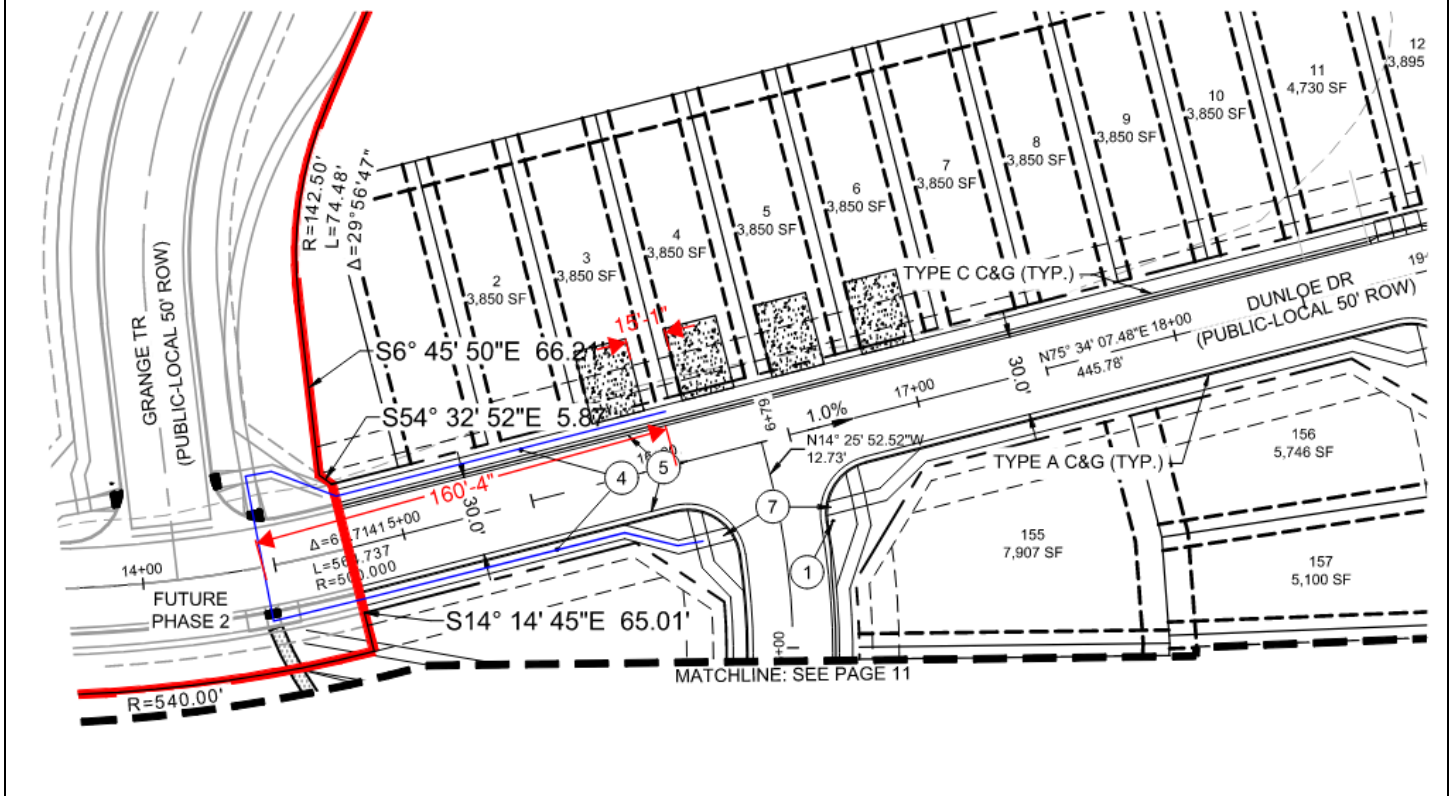 12
3,895
11
4,730 SF
10
3,850 SF
9
3,850 SF
8
3,850 SF
7
3,850 SF
6
3,850 SF
5
3,850 SF
4
3,850 SF
3
3,850 SF
2
3,850 SF
R=142.50'
L=74.48'
Δ=29°56'47"
GRANGE TR
(PUBLIC-LOCAL 50' ROW)
TYPE C C&G (TYP.)
DUNLOE DR
(PUBLIC-LOCAL 50' ROW)
N75° 34' 07.48"E
445.78'
18+00
19+
15'-1"
S6° 45' 50"E 66.21'
S54° 32' 52"E 5.87'
17+00
30.0'
1.0%
6+79
N14° 25' 52.52"W
12.73'
TYPE A C&G (TYP.)
156
5,746 SF
155
7,907 SF
157
5,100 SF
160'-4"
30.0'
4
5
7
1
15+00
R=500.000
14+00
FUTURE
PHASE 2
S14° 14' 45"E 65.01'
+00
MATCHLINE: SEE PAGE 11
R=540.00'